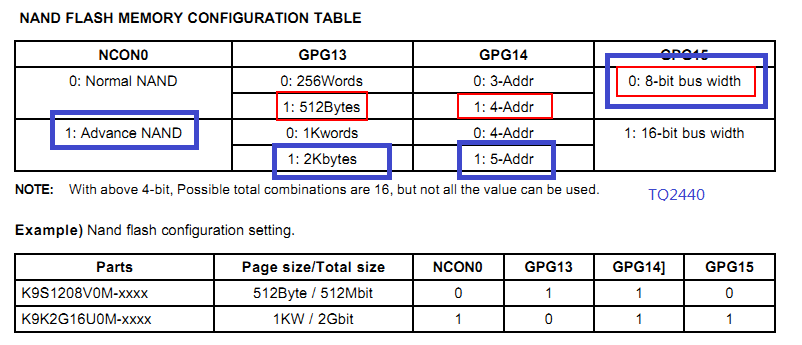 NAND FLASH MEMORY CONFIGURATION TABLE
NCON0 GPG13 GPG14 GPG15
0: Normal NAND 0: 256Words 0: 3-Addr 0: 8-bit bus width
1: 512Bytes 1: 4-Addr
1: Advance NAND 0: 1Kwords 0: 4-Addr 1: 16-bit bus width
1: 2Kbytes 1: 5-Addr
NOTE: With above 4-bit, Possible total combinations are 16, but not all the value can be used.
TQ2440
Example) Nand flash configuration setting.
Parts Page size/Total size NCON0 GPG13 GPG14] GPG15
K9S1208V0M-xxxx 512Byte / 512Mbit 0 1 1 0
K9K2G16U0M-xxxx 1KW / 2Gbit 1 0 1 1